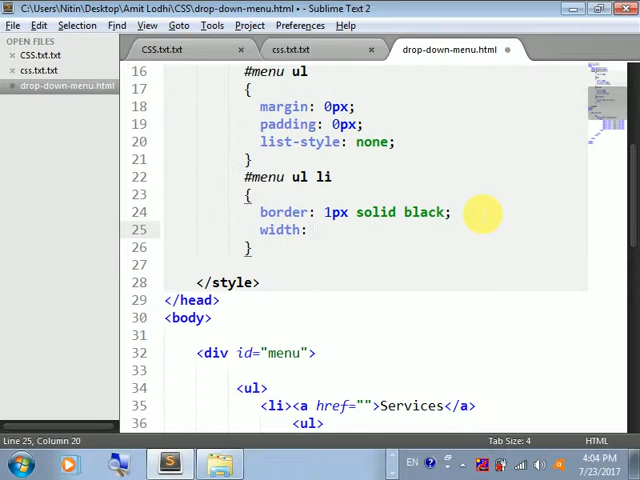 C:\Users\Nitin\Desktop\Amit Lodhi\CSS\drop-down-menu.html • - Sublime Text 2
File Edit Selection Find View Goto Tools Project Preferences Help
OPEN FILES
CSS.txt.txt
css.txt.txt
drop-down-menu.html
CSS.txt.txt css.txt.txt drop-down-menu.html
16 #menu ul
17 {
18 margin: 0px;
19 padding: 0px;
20 list-style: none;
21 }
22 #menu ul li
23 {
24 border: 1px solid black;
25 width:
26 }
27
28 </style>
29 </head>
30 <body>
31
32 <div id="menu">
33
34 <ul>
35 <li><a href="">Services</a>
36 <ul>
Line 25, Column 20 Tab Size: 4 HTML
EN 4:04 PM
7/23/2017